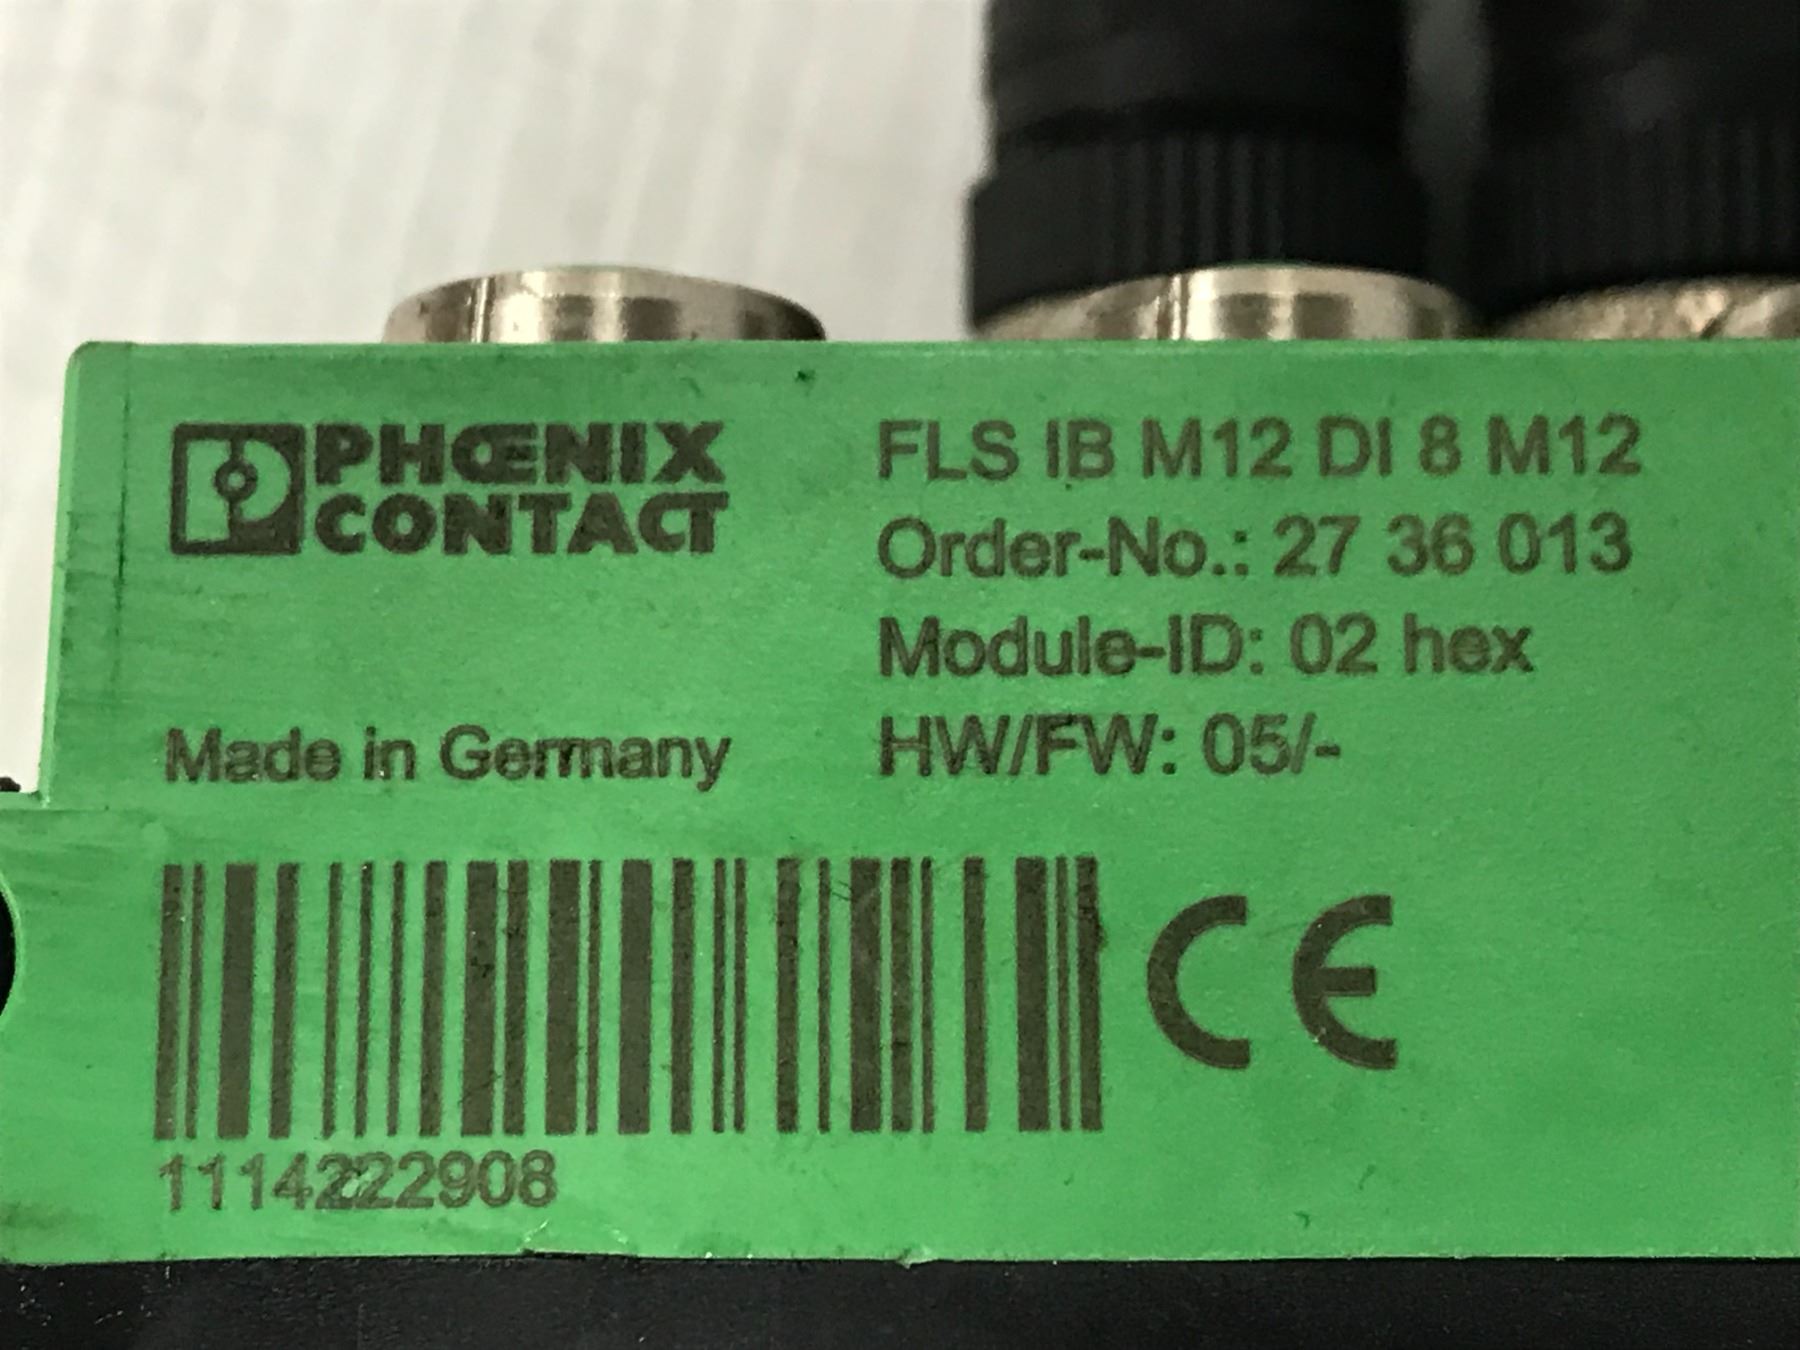 PHŒNIX
CONTACT
FLS IB M12 DI 8 M12
Order-No.: 27 36 013
Module-ID: 02 hex
HW/FW: 05/-
Made in Germany
1114222908
CE